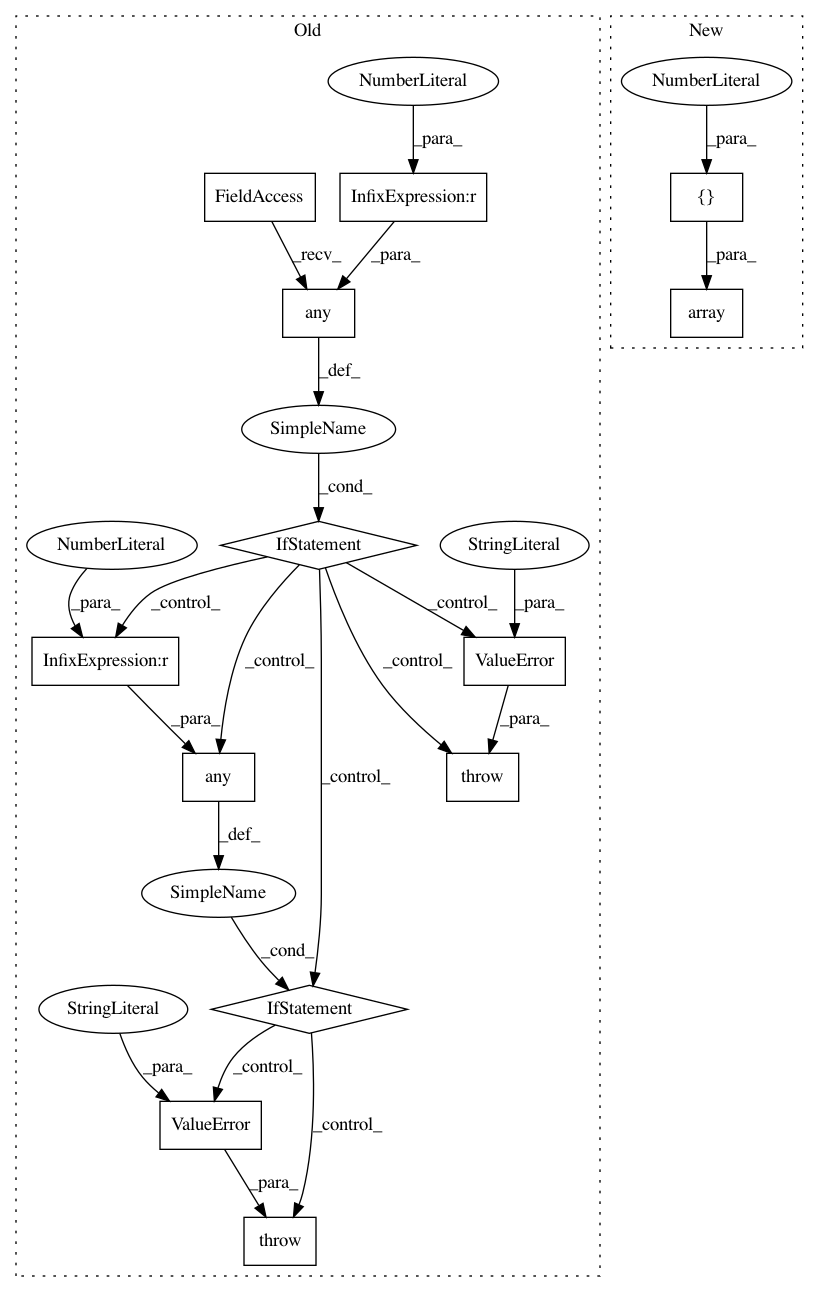 Old
New
NumberLiteral
NumberLiteral
_para_
_para_
FieldAccess
InfixExpression:r
{}
_recv_
_para_
_para_
any
array
_def_
SimpleName
_cond_
NumberLiteral
IfStatement
StringLiteral
_para_
_control_
_control_
_para_
InfixExpression:r
_control_
_control_
ValueError
_para_
_para_
any
_control_
throw
_def_
SimpleName
_cond_
StringLiteral
IfStatement
_para_
_control_
ValueError
_control_
_para_
throw